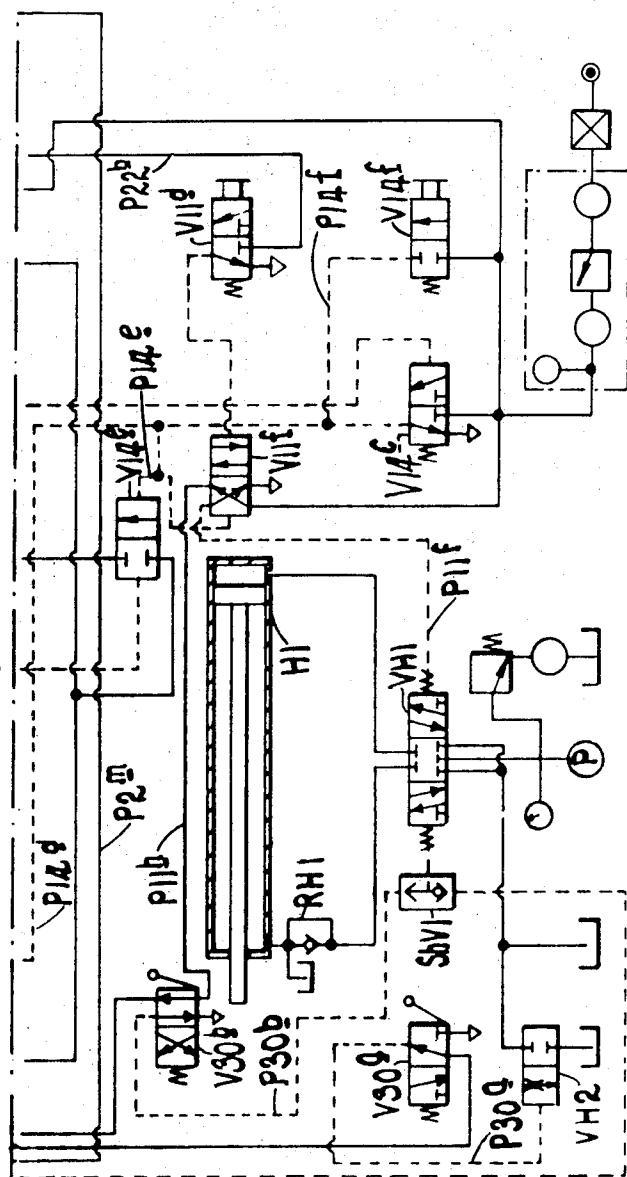 P14d
P2m
V14e
P14e
P22b
P11b
V11d
V30b
V11f
P30b
H1
RH1
P14f
V14f
V14c
V30a
VH1
SbV1
P11f
P30a
VH2
P